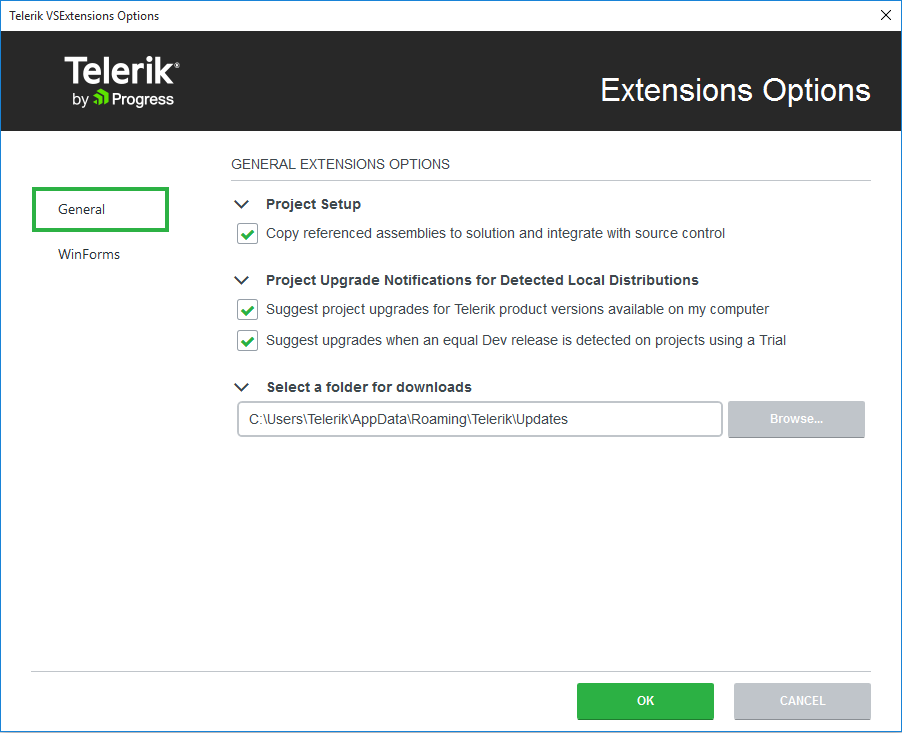 Telerik VSExtensions Options
Telerik®
by Progress
Extensions Options
GENERAL EXTENSIONS OPTIONS
General
WinForms
Project Setup
Copy referenced assemblies to solution and integrate with source control
Project Upgrade Notifications for Detected Local Distributions
Suggest project upgrades for Telerik product versions available on my computer
Suggest upgrades when an equal Dev release is detected on projects using a Trial
Select a folder for downloads
C:\Users\Telerik\AppData\Roaming\Telerik\Updates
Browse...
OK
CANCEL